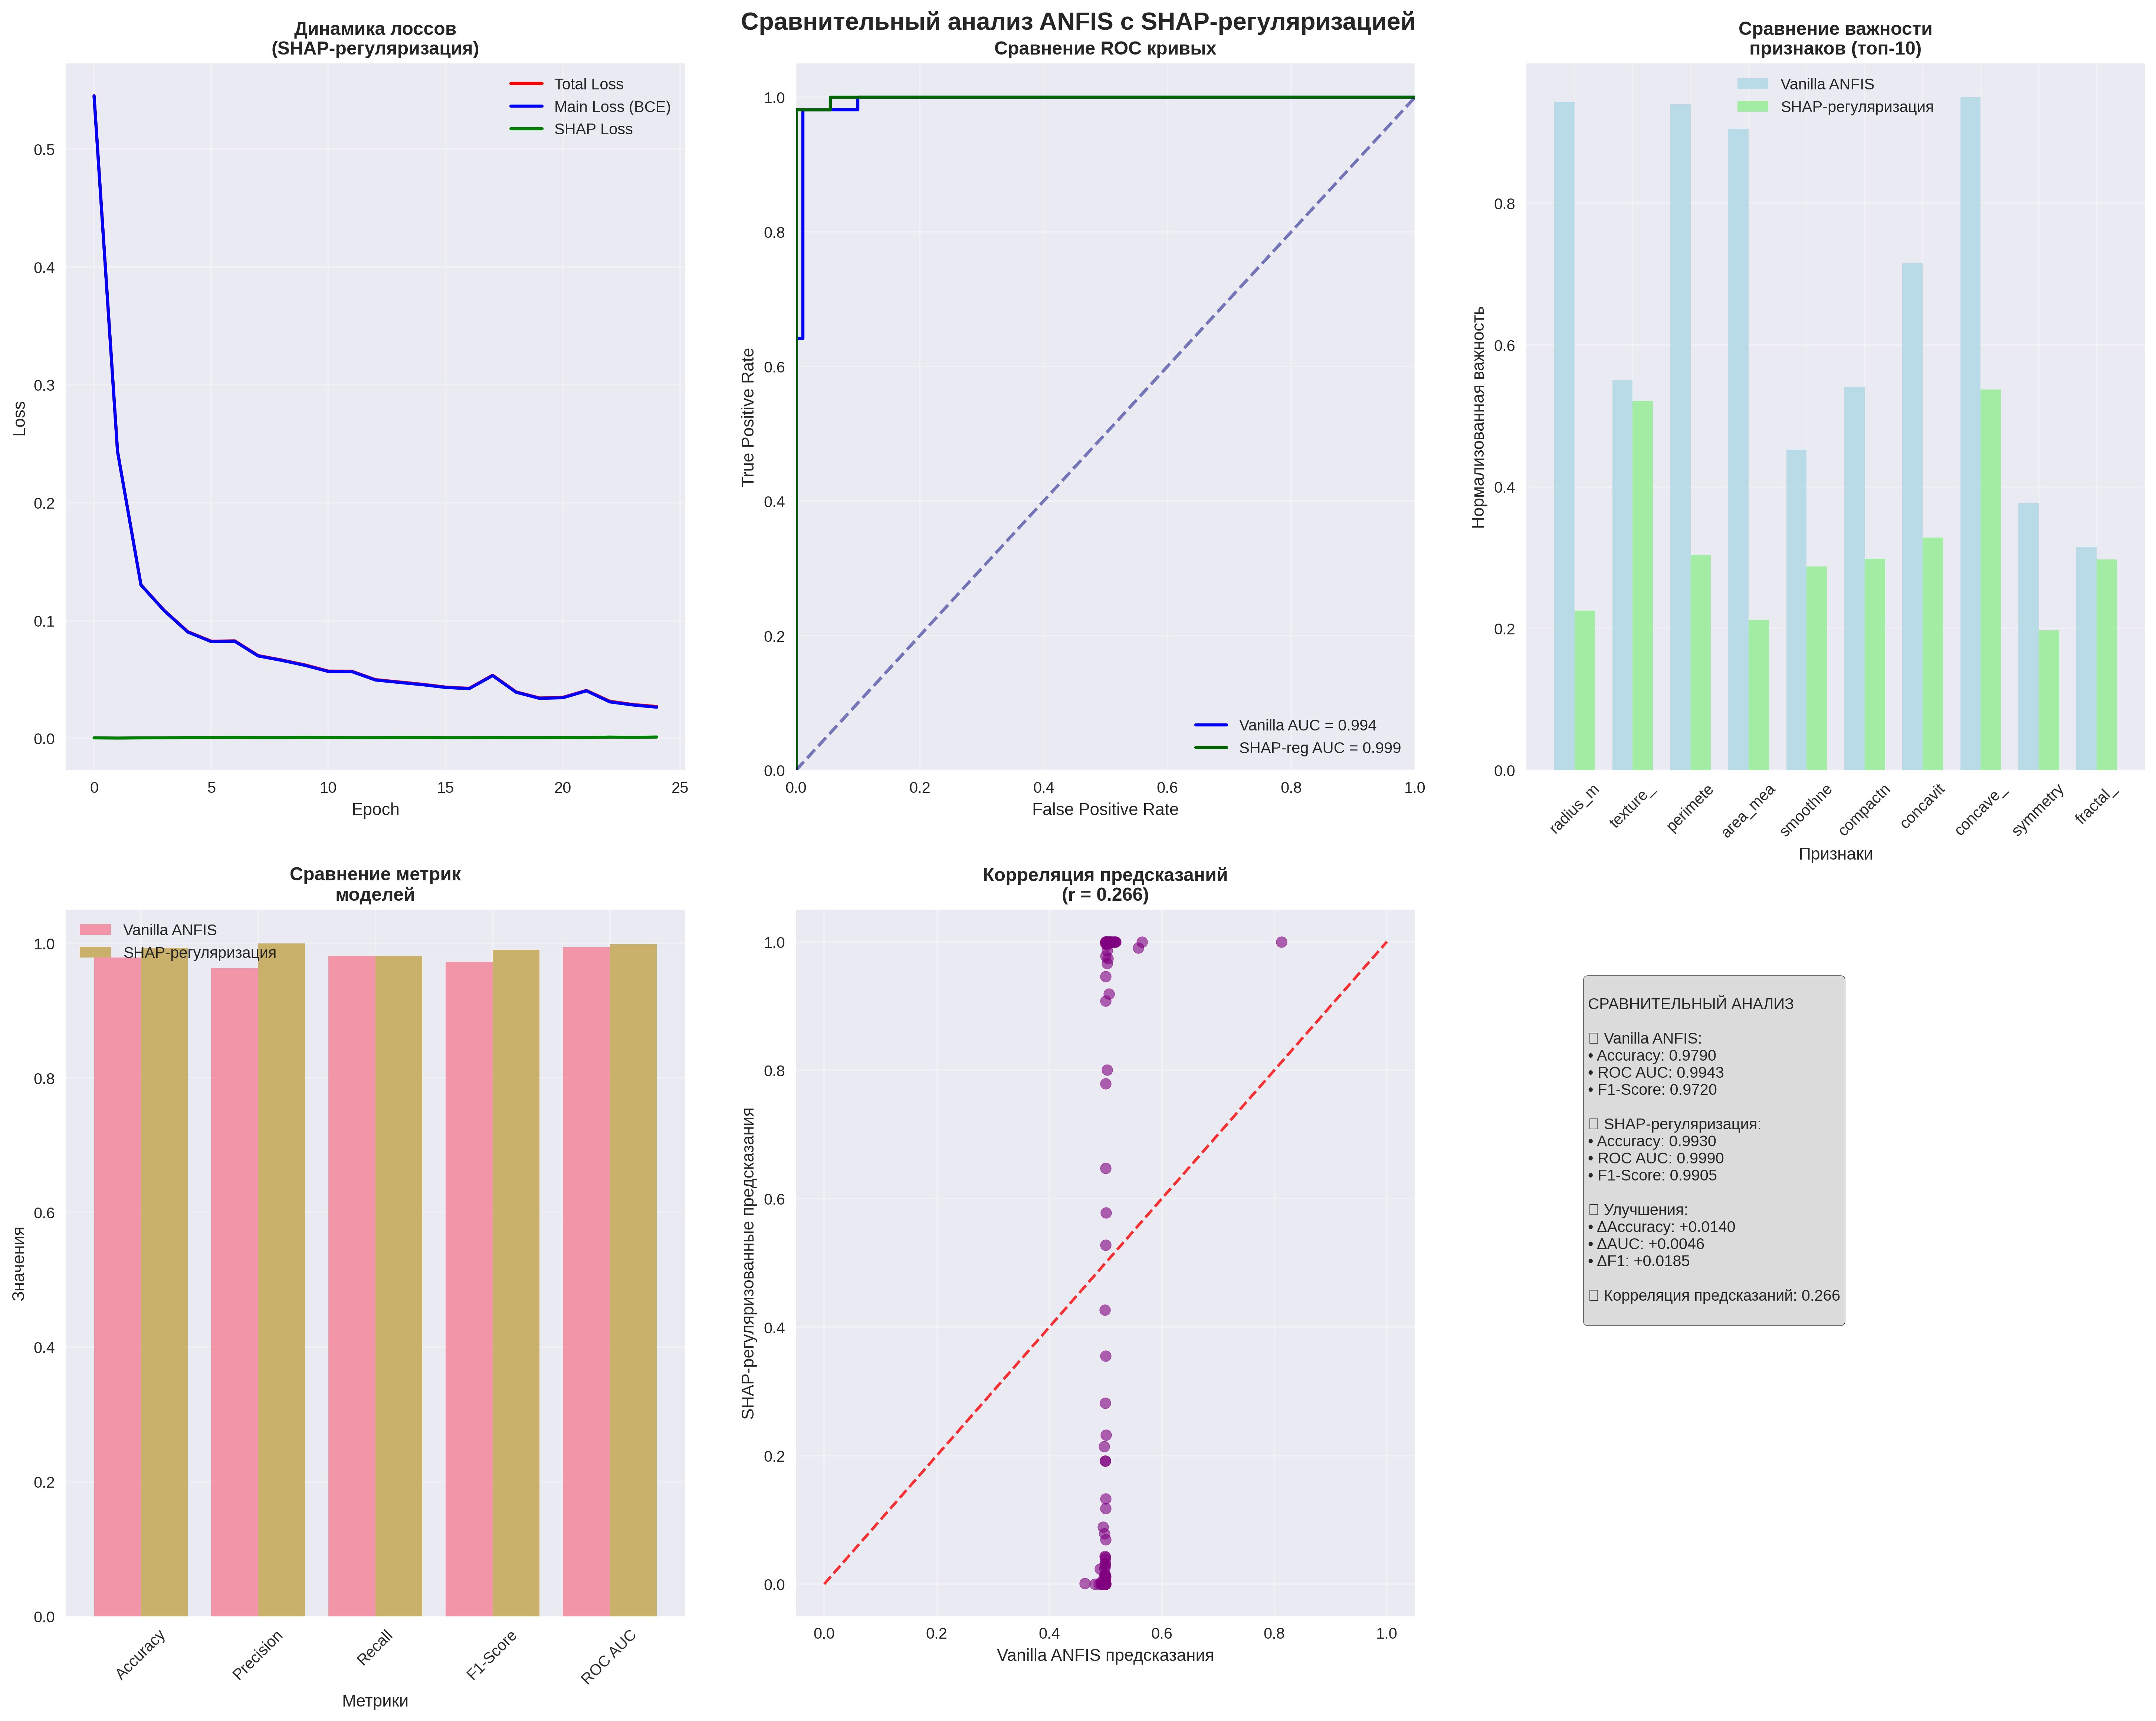 Сравнительный анализ ANFIS с SHAP-регуляризацией
Динамика лоссов
(SHAP-регуляризация)
Total Loss
Main Loss (BCE)
SHAP Loss
Loss
0.5
0.4
0.3
0.2
0.1
0.0
0
5
10
15
20
25
Epoch
Сравнение ROC кривых
True Positive Rate
1.0
0.8
0.6
0.4
0.2
0.0
Vanilla AUC = 0.994
SHAP-reg AUC = 0.999
0.0
0.2
0.4
0.6
0.8
1.0
False Positive Rate
Сравнение важности
признаков (топ-10)
Vanilla ANFIS
SHAP-регуляризация
Нормализованная важность
0.8
0.6
0.4
0.2
0.0
radius_m
texture_
perimete
area_mea
smoothne
compactn
concavit
concave_
symmetry
fractal_
Признаки
Сравнение метрик
моделей
Vanilla ANFIS
SHAP-регуляризация
Значения
1.0
0.8
0.6
0.4
0.2
0.0
Accuracy
Precision
Recall
F1-Score
ROC AUC
Метрики
Корреляция предсказаний
(r = 0.266)
SHAP-регуляризованные предсказания
1.0
0.8
0.6
0.4
0.2
0.0
0.0
0.2
0.4
0.6
0.8
1.0
Vanilla ANFIS предсказания
СРАВНИТЕЛЬНЫЙ АНАЛИЗ
Vanilla ANFIS:
• Accuracy: 0.9790
• ROC AUC: 0.9943
• F1-Score: 0.9720
SHAP-регуляризация:
• Accuracy: 0.9930
• ROC AUC: 0.9990
• F1-Score: 0.9905
Улучшения:
• ΔAccuracy: +0.0140
• ΔAUC: +0.0046
• ΔF1: +0.0185
Корреляция предсказаний: 0.266